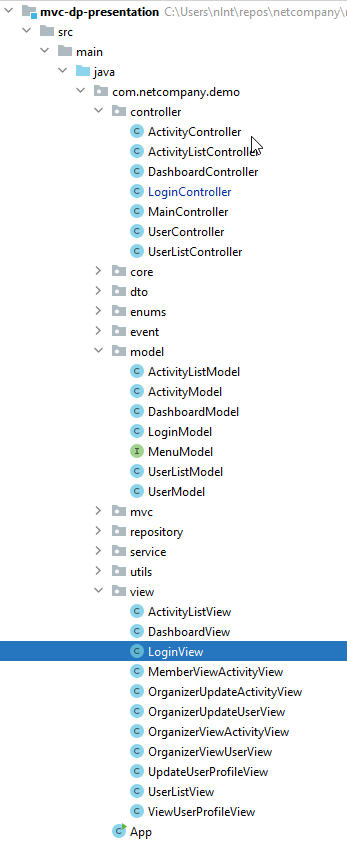 mvc-dp-presentation C:\Users\nlnt\repos\netcompany\
src
main
java
com.netcompany.demo
controller
ActivityController
ActivityListController
DashboardController
LoginController
MainController
UserController
UserListController
core
dto
enums
event
model
ActivityListModel
ActivityModel
DashboardModel
LoginModel
MenuModel
UserListModel
UserModel
mvc
repository
service
utils
view
ActivityListView
DashboardView
LoginView
MemberViewActivityView
OrganizerUpdateActivityView
OrganizerUpdateUserView
OrganizerViewActivityView
OrganizerViewUserView
UpdateUserProfileView
UserListView
ViewUserProfileView
App